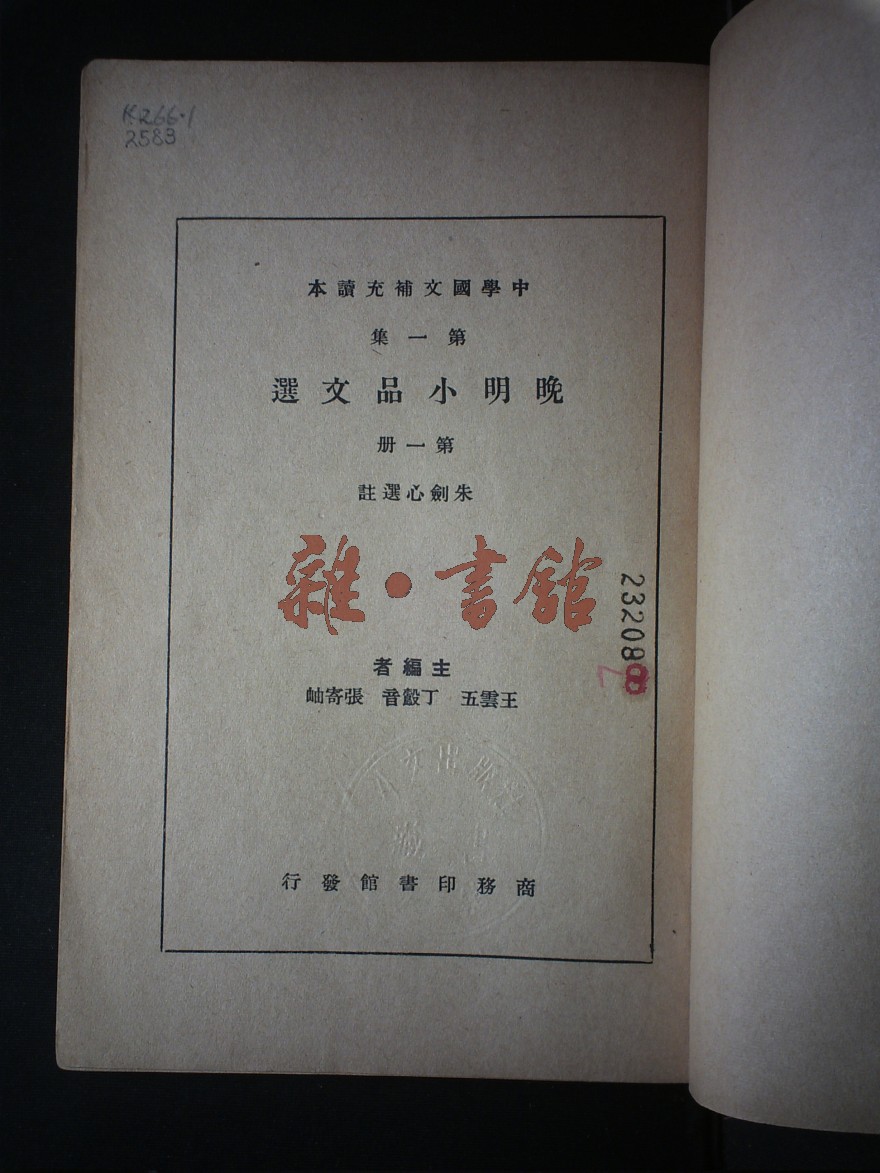 K266.1
2583
中學國文補充讀本
第一集
晚明小品文選
第一册
朱劍心選註
雜·書館
23208
主編者
王雲五 丁㲄音 張寄岫
商務印書館發行